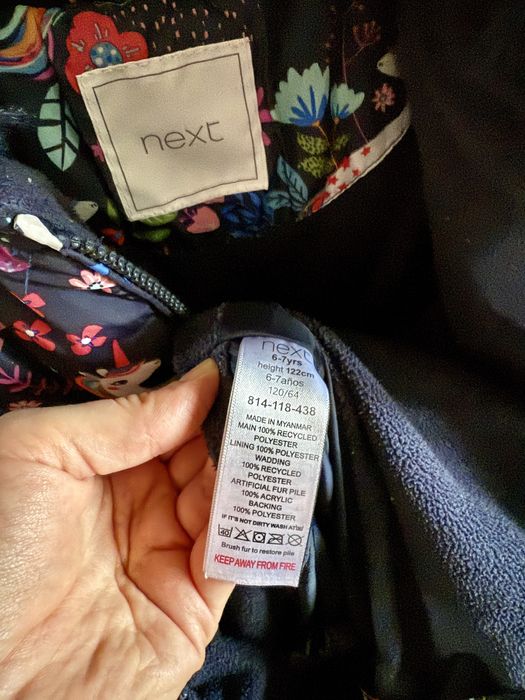 next
next
6-7yrs
height 122cm
6-7años
120/64
814-118-438
MADE IN MYANMAR
MAIN 100% RECYCLED
POLYESTER
LINING 100% POLYESTER
WADDING
100% RECYCLED
POLYESTER
ARTIFICIAL FUR PILE
100% ACRYLIC
BACKING
100% POLYESTER
IF IT'S NOT DIRTY WASH AT
40
Brush fur to restore pile
KEEP AWAY FROM FIRE